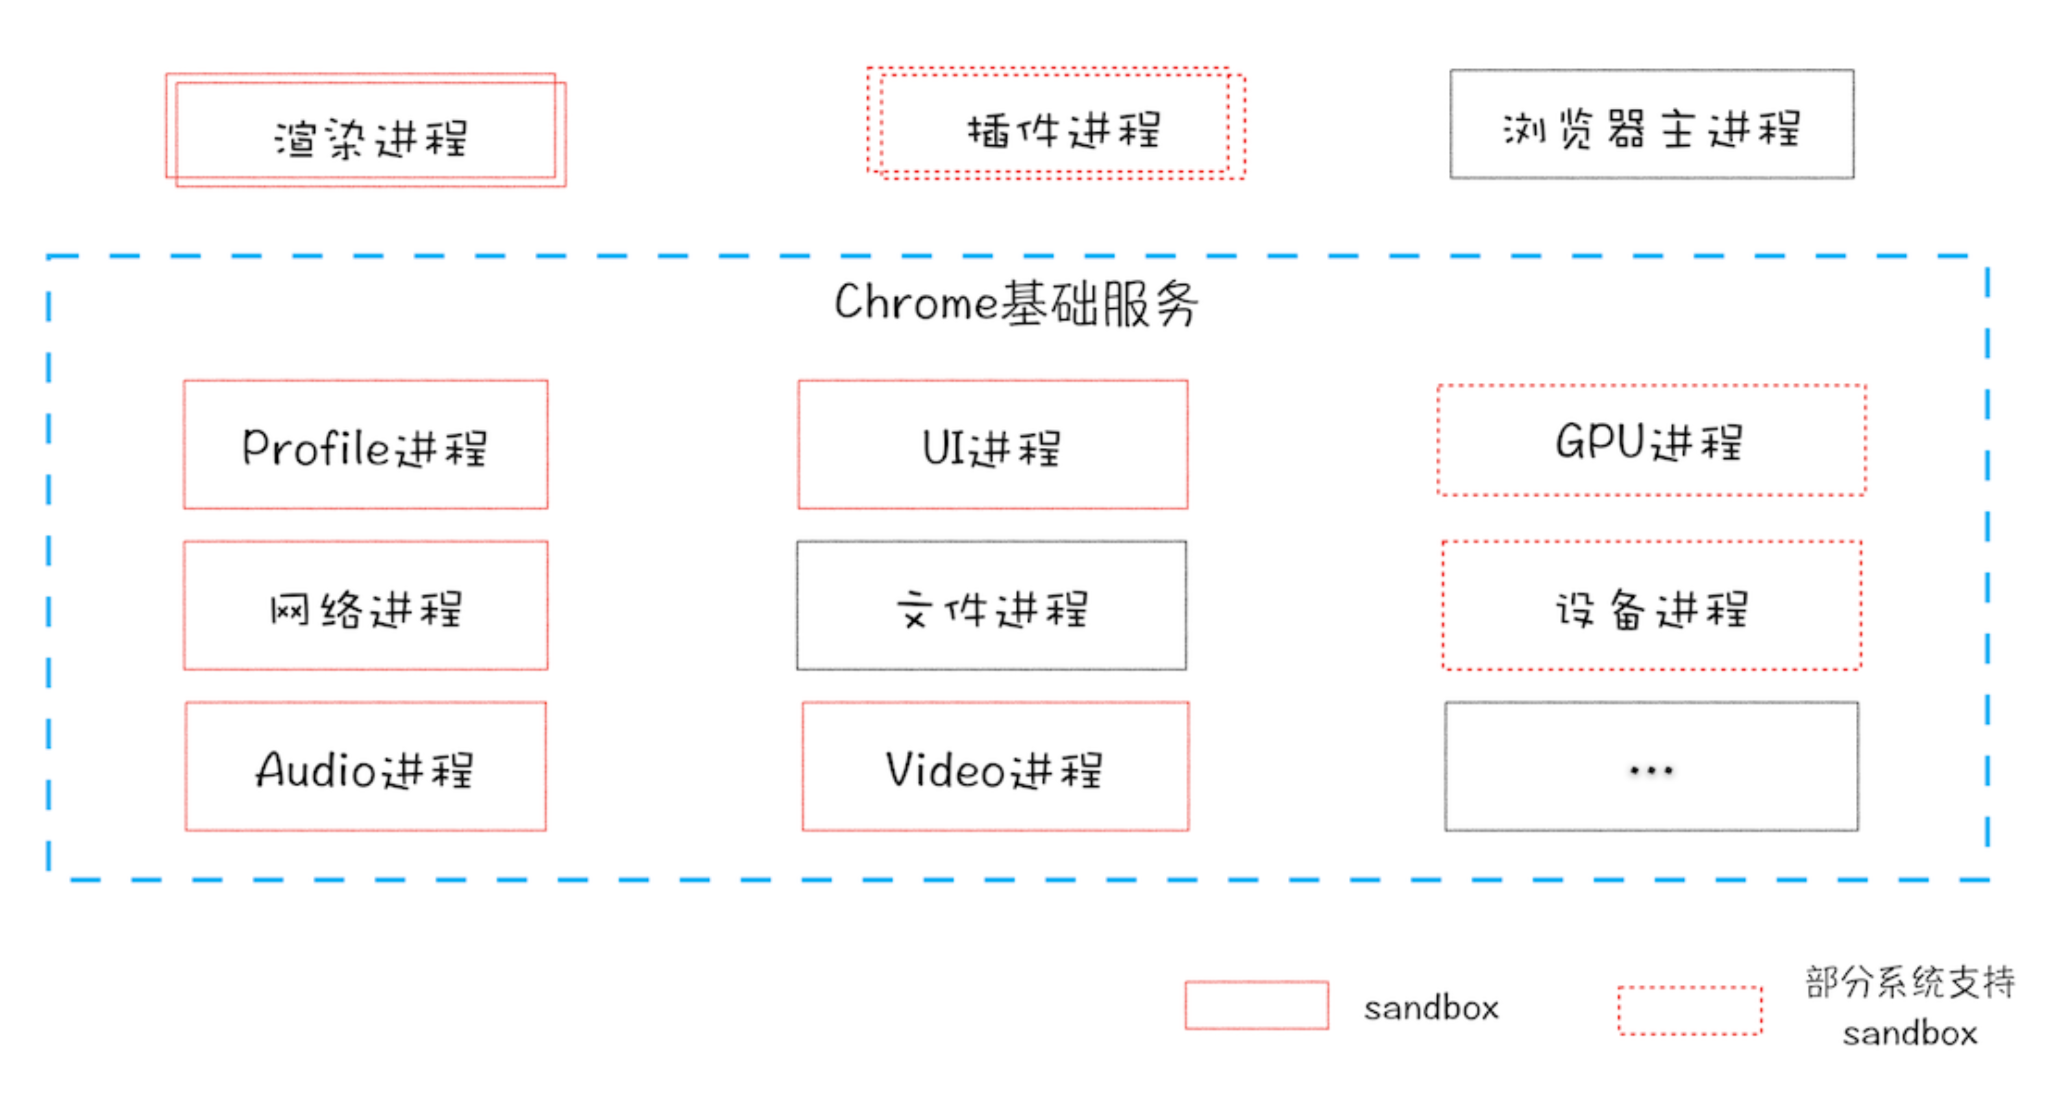 渲染进程
插件进程
浏览器主进程
Chrome基础服务
Profile进程
UI进程
GPU进程
网络进程
文件进程
设备进程
Audio进程
Video进程
...
sandbox
部分系统支持
sandbox